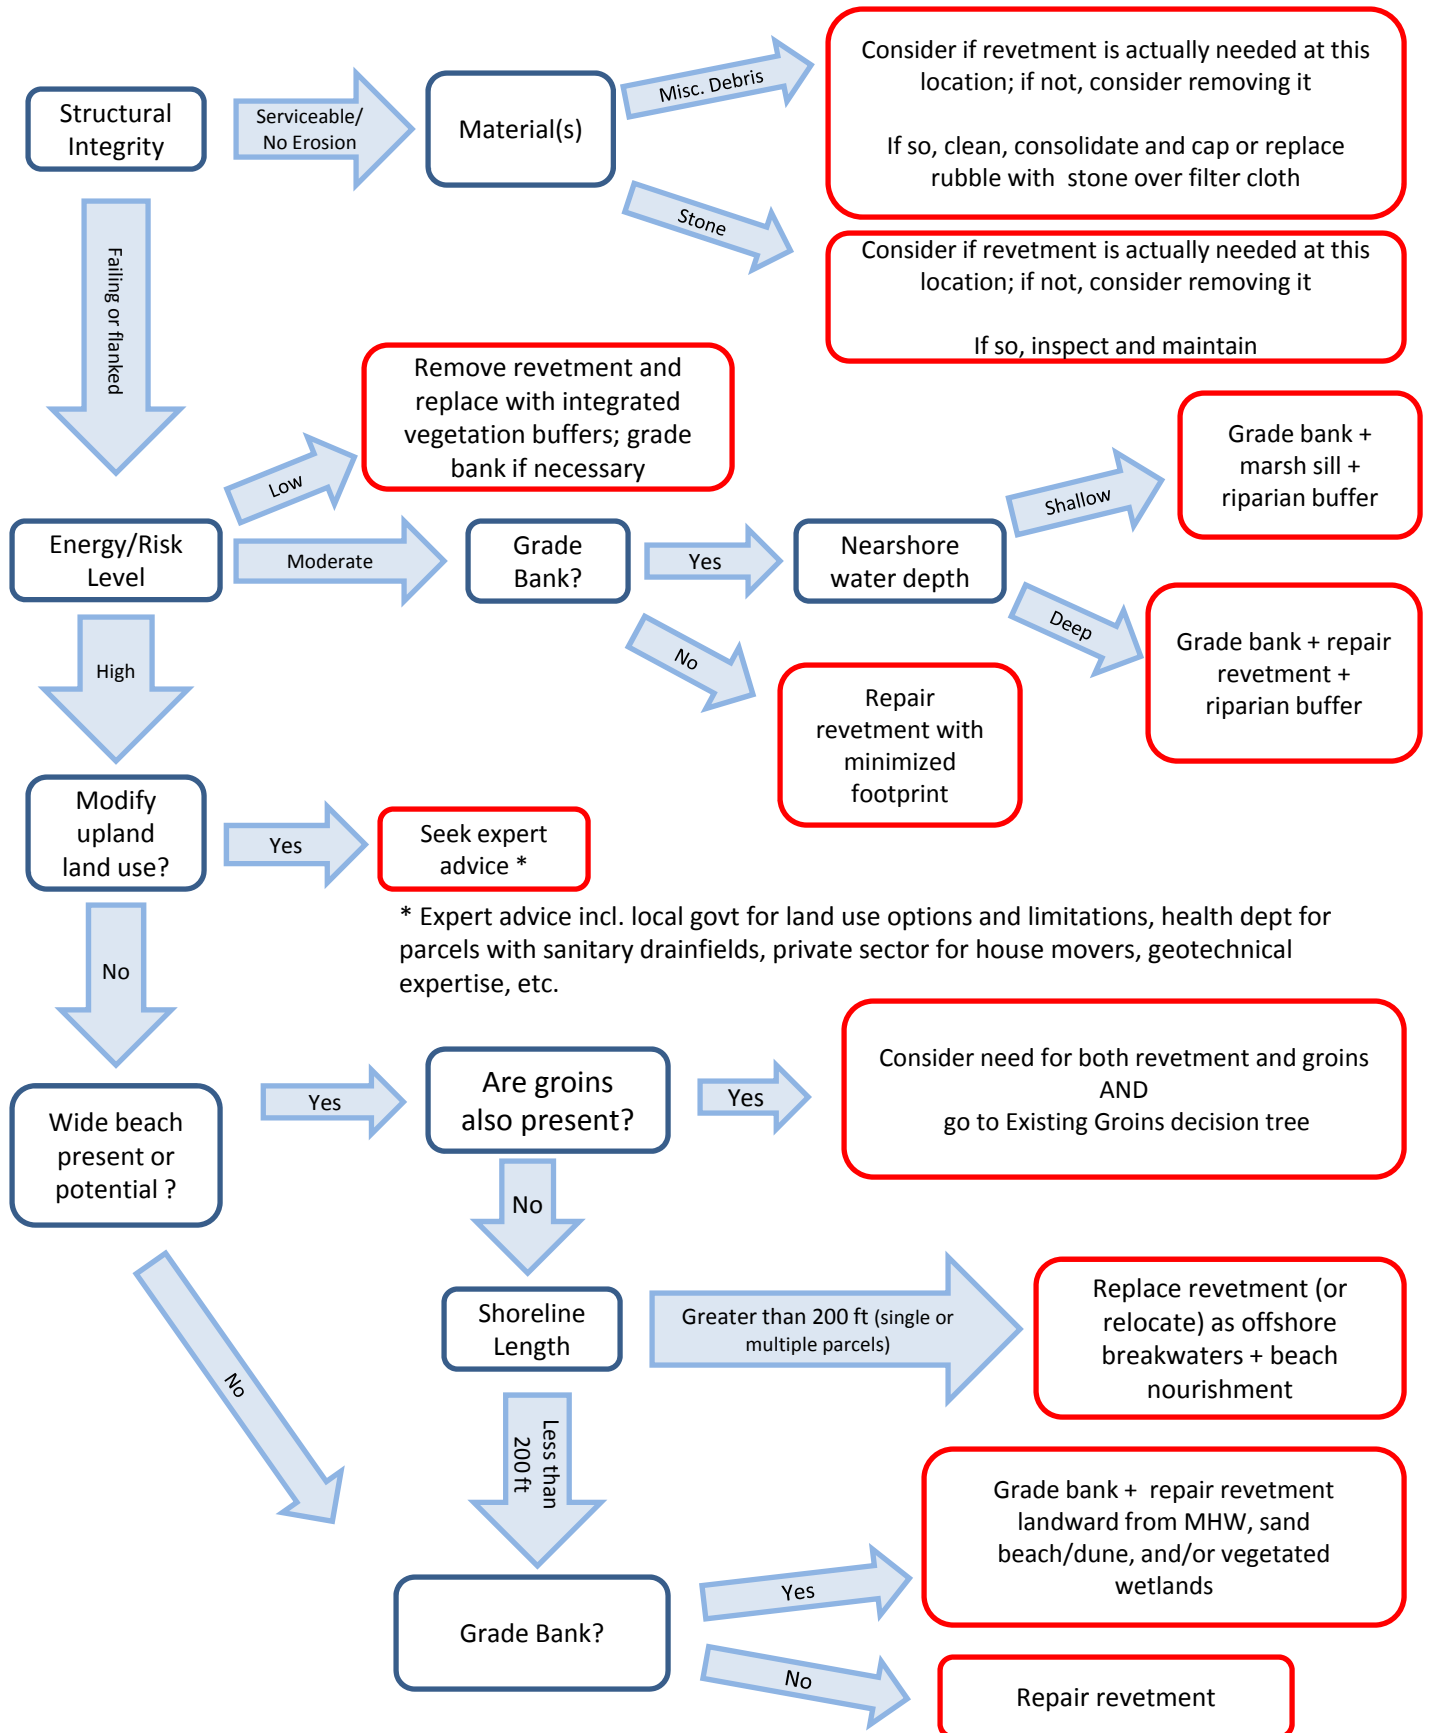 Structural
Integrity
Serviceable/
No Erosion
Material(s)
Misc. Debris
Consider if revetment is actually needed at this
location; if not, consider removing it
If so, clean, consolidate and cap or replace
rubble with stone over filter cloth
Stone
Consider if revetment is actually needed at this
location; if not, consider removing it
If so, inspect and maintain
Failing or flanked
Remove revetment and
replace with integrated
vegetation buffers; grade
bank if necessary
Low
Energy/Risk
Level
Moderate
Grade
Bank?
Yes
Nearshore
water depth
Shallow
Grade bank +
marsh sill +
riparian buffer
Deep
Grade bank + repair
revetment +
riparian buffer
No
Repair
revetment with
minimized
footprint
High
Modify
upland
land use?
Yes
Seek expert
advice *
* Expert advice incl. local govt for land use options and limitations, health dept for
parcels with sanitary drainfields, private sector for house movers, geotechnical
expertise, etc.
No
Wide beach
present or
potential ?
Yes
Are groins
also present?
Yes
Consider need for both revetment and groins
AND
go to Existing Groins decision tree
No
Shoreline
Length
Greater than 200 ft (single or
multiple parcels)
Replace revetment (or
relocate) as offshore
breakwaters + beach
nourishment
No
Less than
200 ft
Grade Bank?
Yes
Grade bank + repair revetment
landward from MHW, sand
beach/dune, and/or vegetated
wetlands
No
Repair revetment